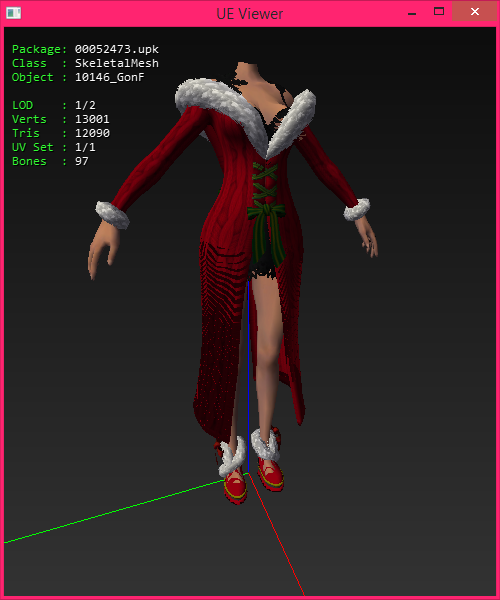 UE Viewer
Package: 00052473.upk
Class  : SkeletalMesh
Object : 10146_GonF
LOD    : 1/2
Verts  : 13001
Tris   : 12090
UV Set : 1/1
Bones  : 97